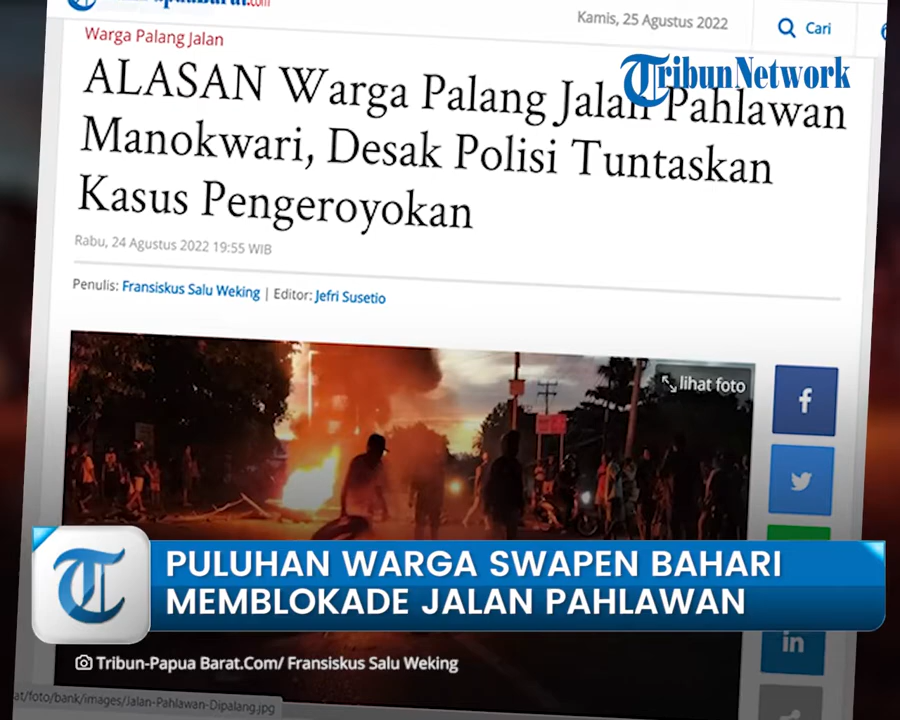 Kamis, 25 Agustus 2022
Cari
Warga Palang Jalan
TribunNetwork
ALASAN Warga Palang Jalan Pahlawan
Manokwari, Desak Polisi Tuntaskan
Kasus Pengeroyokan
Rabu, 24 Agustus 2022 19:55 WIB
Penulis: Fransiskus Salu Weking | Editor: Jefri Susetio
lihat foto
PULUHAN WARGA SWAPEN BAHARI
MEMBLOKADE JALAN PAHLAWAN
in
Tribun-Papua Barat.Com/ Fransiskus Salu Weking
at/foto/bank/images/Jalan-Pahlawan-Dipalang.jpg